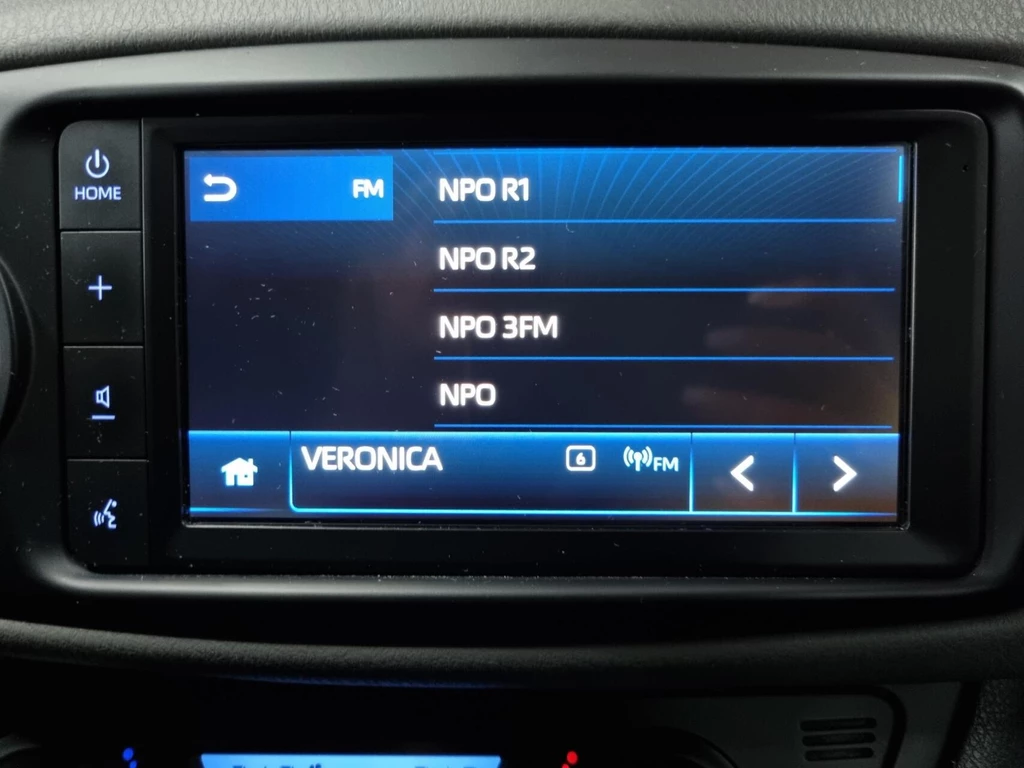 HOME
FM
NPO R1
NPO R2
NPO 3FM
NPO
VERONICA 6 FM